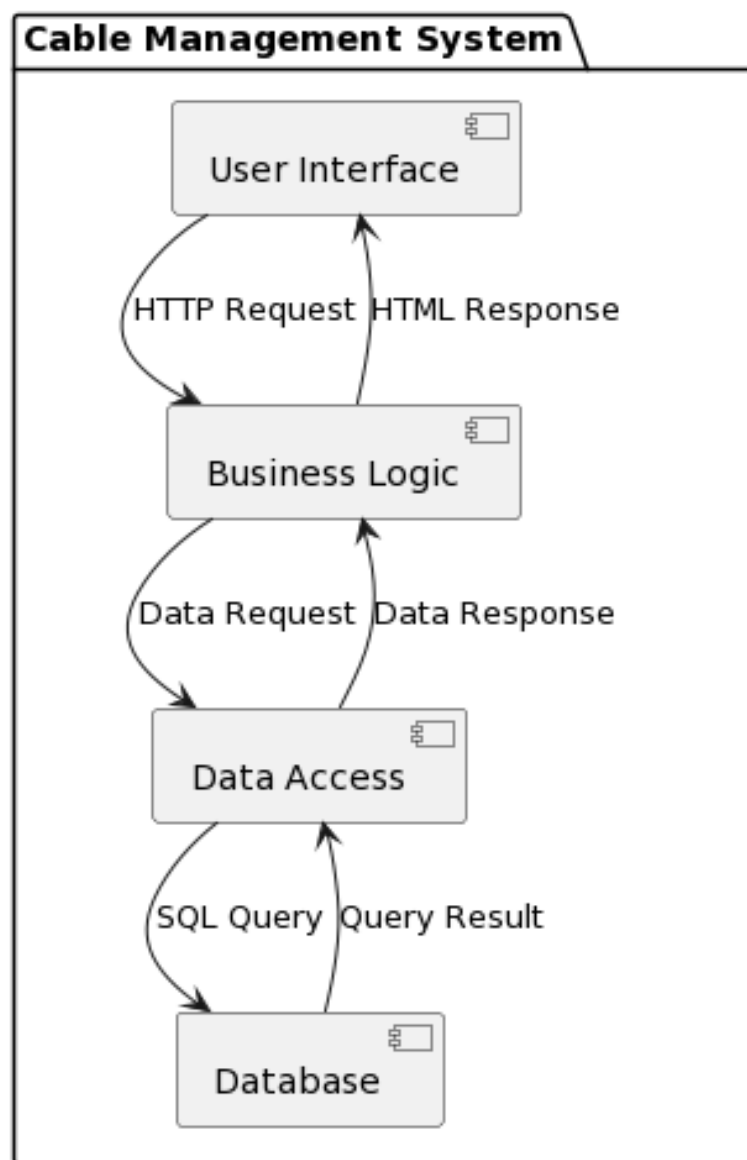 Cable Management System
User Interface
HTTP Request
HTML Response
Business Logic
Data Request
Data Response
Data Access
SQL Query
Query Result
Database